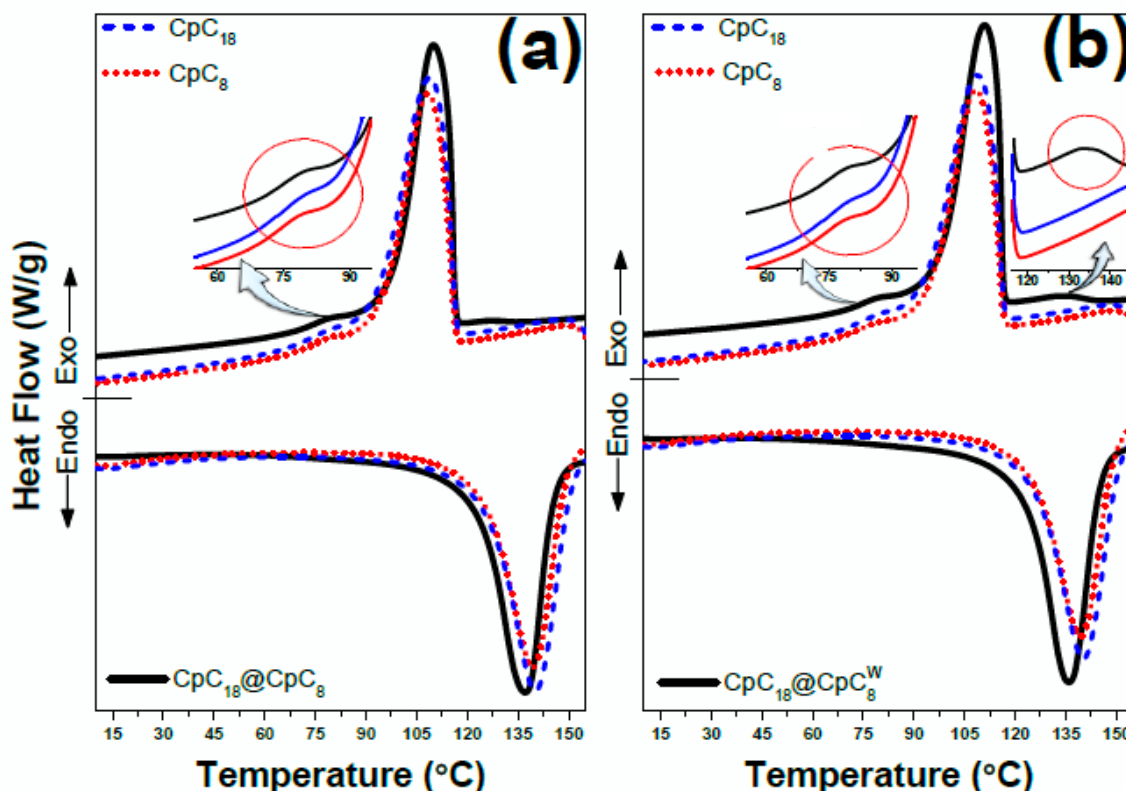 (a)
CpC18
CpC8
60 75 90
Heat Flow (W/g)
Endo Exo
CpC18@CpC8
15 30 45 60 75 90 105 120 135 150
Temperature (°C)
(b)
CpC18
CpC8
60 75 90
120 130 140
Endo Exo
CpC18@CpC8^W
15 30 45 60 75 90 105 120 135 150
Temperature (°C)